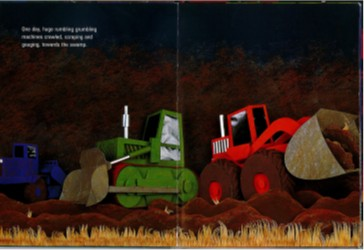 One day, huge rumbling grumbling
machines crawled, scraping and
gouging, towards the swamp.